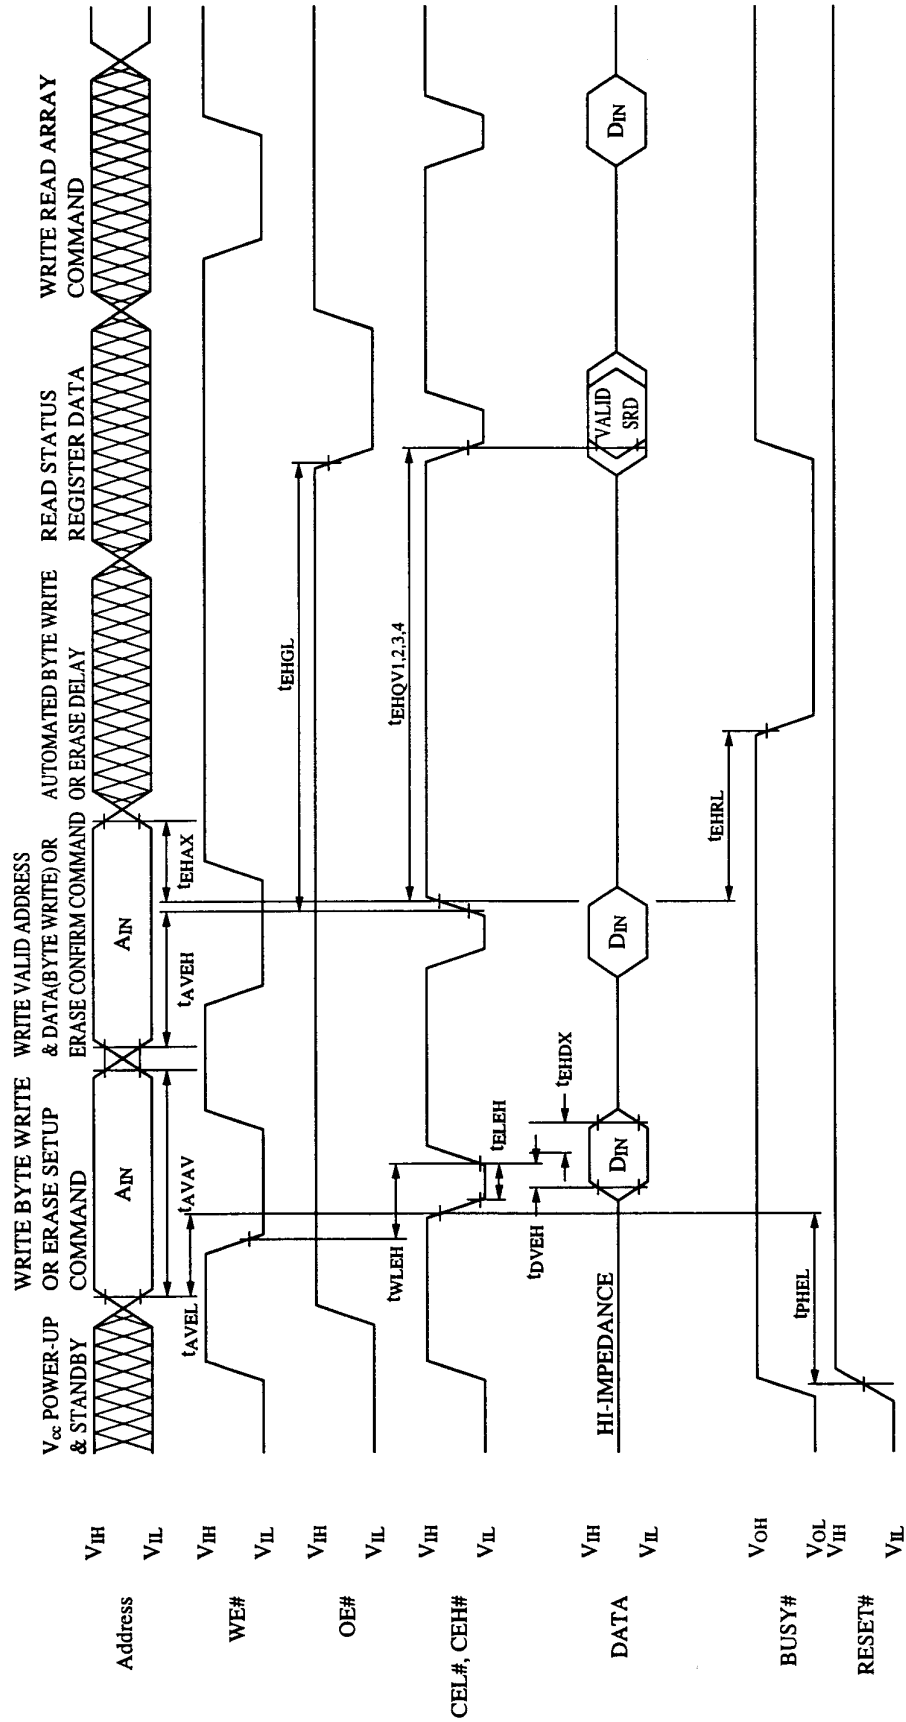 Vcc POWER-UP
& STANDBY
WRITE BYTE WRITE
OR ERASE SETUP
COMMAND
WRITE VALID ADDRESS
& DATA(BYTE WRITE) OR
ERASE CONFIRM COMMAND
AUTOMATED BYTE WRITE
OR ERASE DELAY
READ STATUS
REGISTER DATA
WRITE READ ARRAY
COMMAND
Address
VIH
VIL
AIN
AIN
tAVAV
tAVEH
tEHAX
tAVEL
WE#
VIH
VIL
OE#
VIH
VIL
tEHGL
CEL#, CEH#
VIH
VIL
tWLEH
tELEH
tEHQV1,2,3,4
DATA
VIH
VIL
HI-IMPEDANCE
tDVEH
tEHDX
DIN
DIN
VALID
SRD
DIN
BUSY#
VOH
VOL
tPHEL
tEHRL
RESET#
VIH
VIL